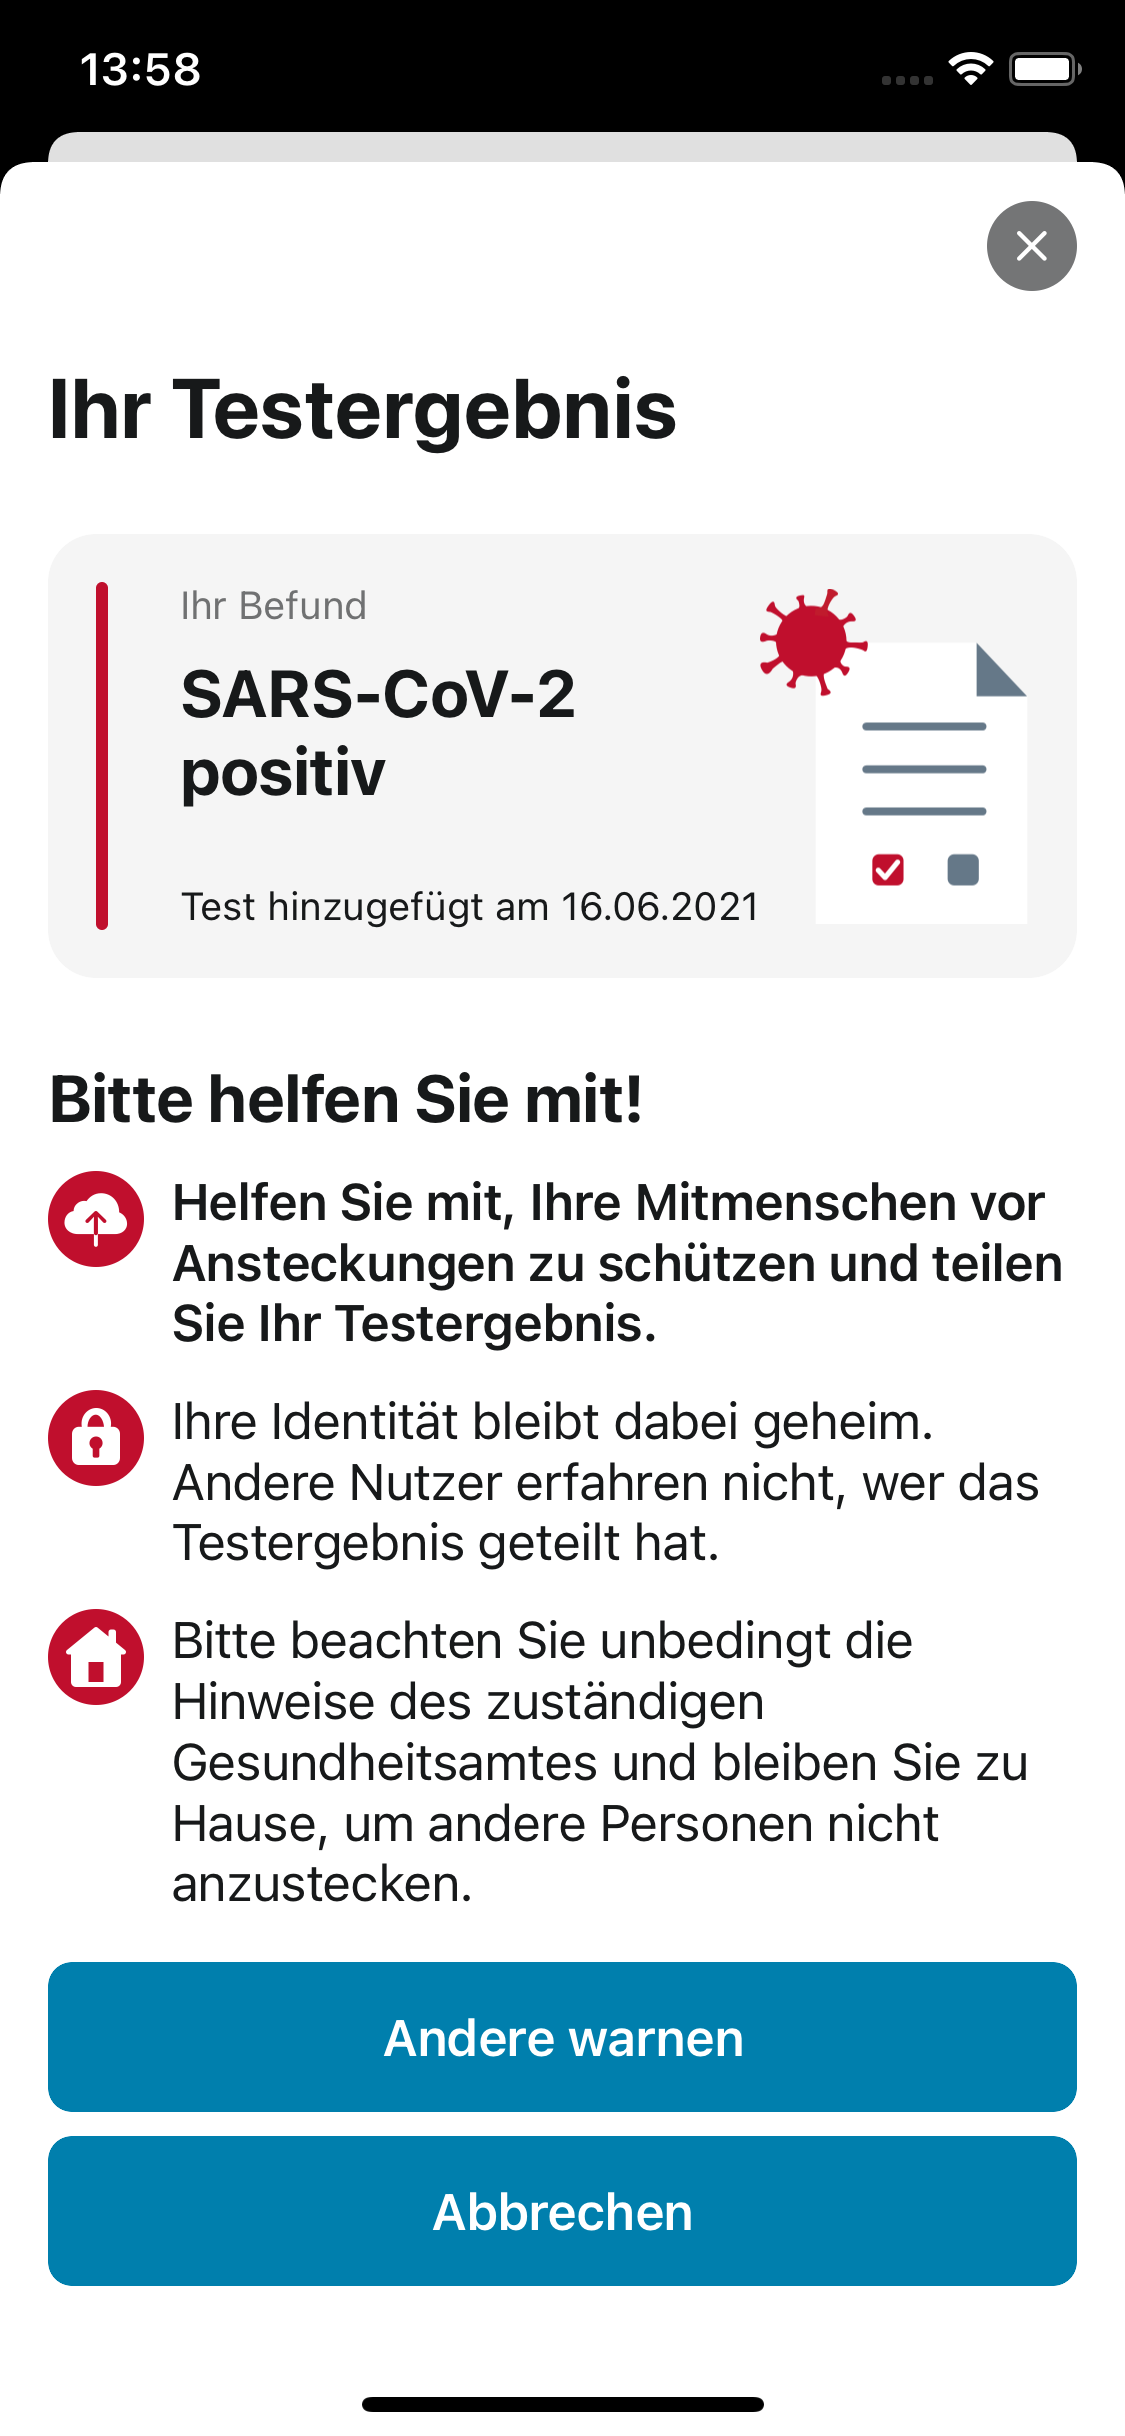 13:58
Ihr Testergebnis
Ihr Befund
SARS-CoV-2
positiv
Test hinzugefügt am 16.06.2021
Bitte helfen Sie mit!
Helfen Sie mit, Ihre Mitmenschen vor
Ansteckungen zu schützen und teilen
Sie Ihr Testergebnis.
Ihre Identität bleibt dabei geheim.
Andere Nutzer erfahren nicht, wer das
Testergebnis geteilt hat.
Bitte beachten Sie unbedingt die
Hinweise des zuständigen
Gesundheitsamtes und bleiben Sie zu
Hause, um andere Personen nicht
anzustecken.
Andere warnen
Abbrechen